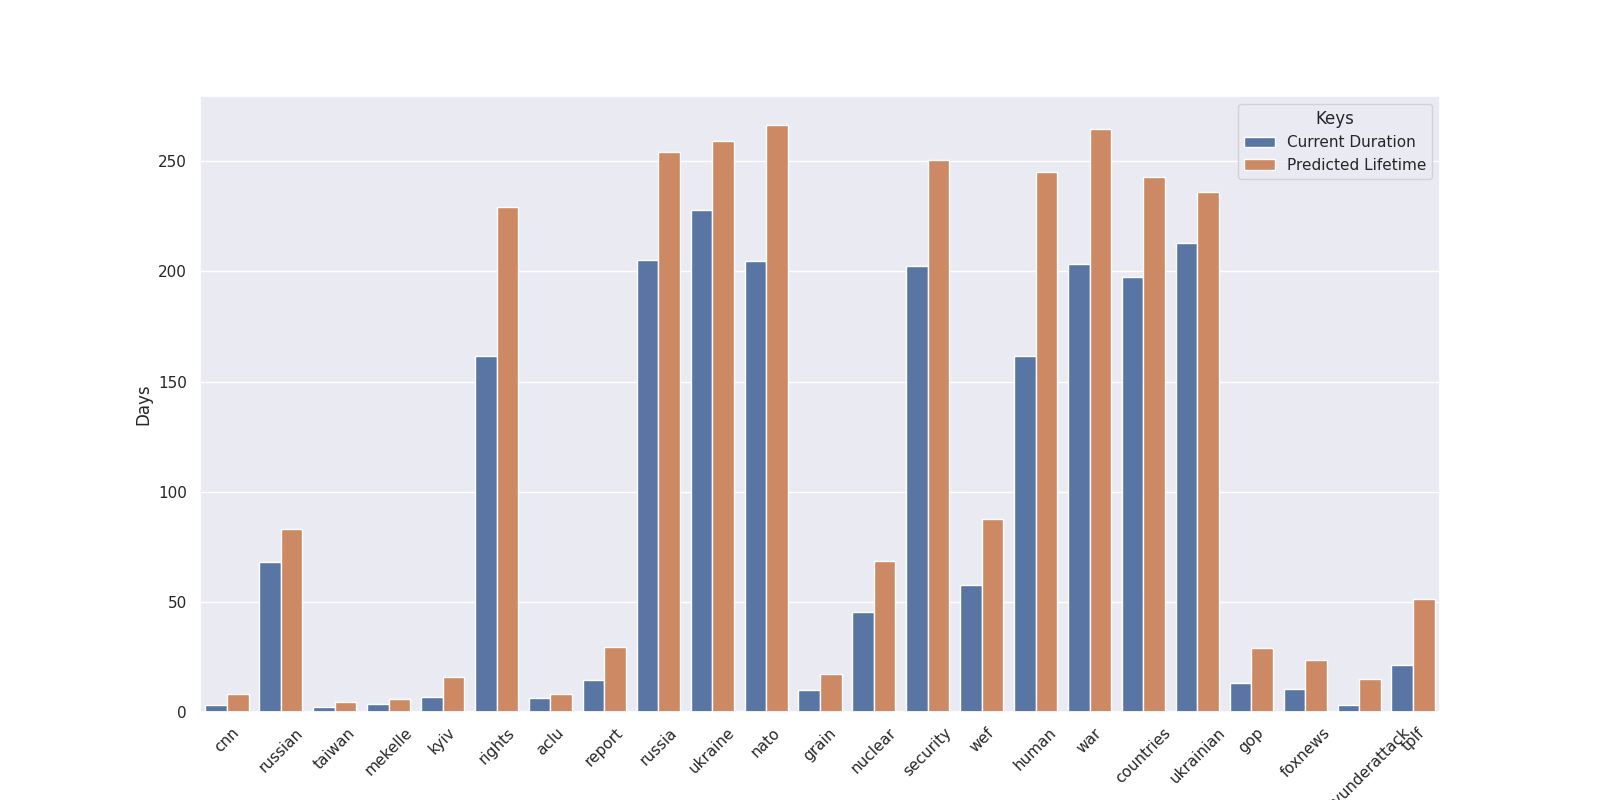 Keys
Current Duration
Predicted Lifetime
Days
250
200
150
100
50
0
cnn
russian
taiwan
mekelle
kyiv
rights
aclu
report
russia
ukraine
nato
grain
nuclear
security
wef
human
war
countries
ukrainian
gop
foxnews
tplf